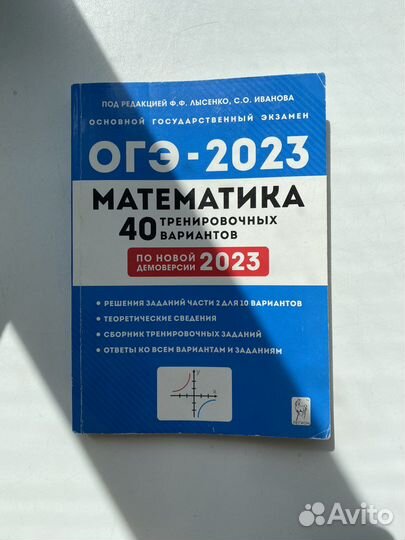 ПОД РЕДАКЦИЕЙ Ф.Ф. ЛЫСЕНКО, С.О. ИВАНОВА
ОСНОВНОЙ ГОСУДАРСТВЕННЫЙ ЭКЗАМЕН
ОГЭ - 2023
МАТЕМАТИКА
40 ТРЕНИРОВОЧНЫХ
ВАРИАНТОВ
ПО НОВОЙ
ДЕМОВЕРСИИ 2023
• РЕШЕНИЯ ЗАДАНИЙ ЧАСТИ 2 ДЛЯ 10 ВАРИАНТОВ
• ТЕОРЕТИЧЕСКИЕ СВЕДЕНИЯ
• СБОРНИК ТРЕНИРОВОЧНЫХ ЗАДАНИЙ
• ОТВЕТЫ КО ВСЕМ ВАРИАНТАМ И ЗАДАНИЯМ
y
x
ЛЕГИОН
Avito